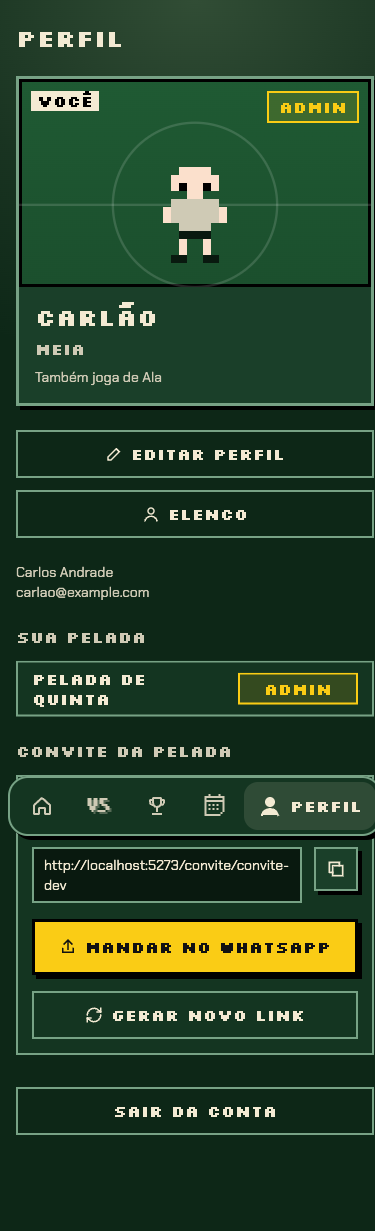 PERFIL
VOCÊ
ADMIN
CARLÃO
MEIA
Também joga de Ala
EDITAR PERFIL
ELENCO
Carlos Andrade
carlao@example.com
SUA PELADA
PELADA DE
QUINTA
ADMIN
CONVITE DA PELADA
VS
PERFIL
http://localhost:5273/convite/convite-
dev
MANDAR NO WHATSAPP
GERAR NOVO LINK
SAIR DA CONTA